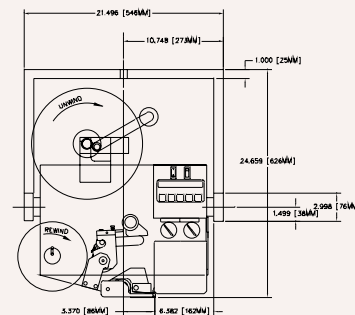 21.496 [546MM]
10.748 [273MM]
1.000 [25MM]
UNWIND
24.659 [626MM]
2.998 [76MM]
1.499 [38MM]
REWIND
3.370 [86MM]
6.382 [162MM]